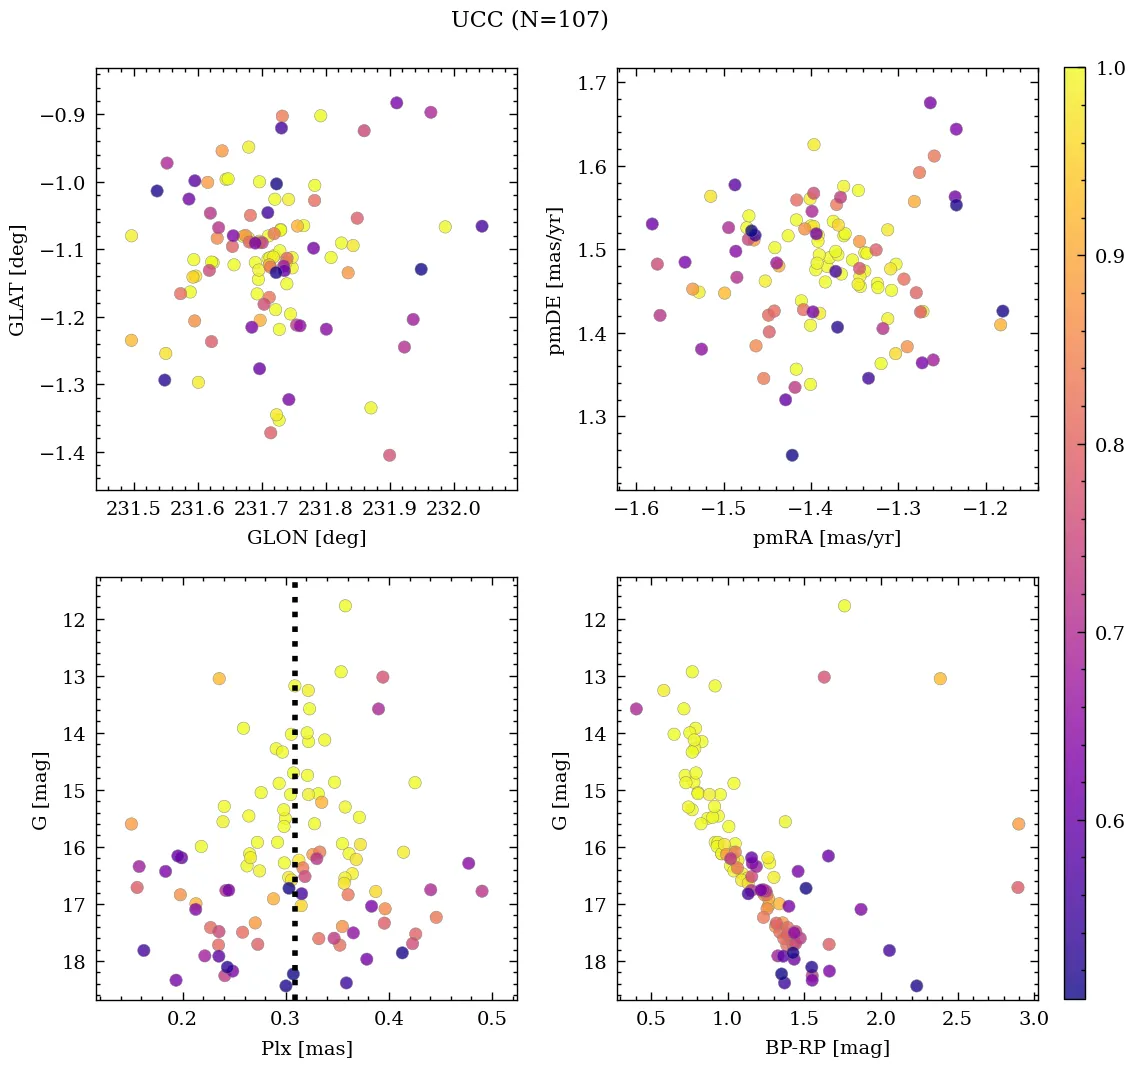 UCC (N=107)
−0.9
−1.0
−1.1
−1.2
−1.3
−1.4
GLAT [deg]
231.5 231.6 231.7 231.8 231.9 232.0
GLON [deg]
1.7
1.6
1.5
1.4
1.3
pmDE [mas/yr]
−1.6 −1.5 −1.4 −1.3 −1.2
pmRA [mas/yr]
12
13
14
15
16
17
18
G [mag]
0.2 0.3 0.4 0.5
Plx [mas]
12
13
14
15
16
17
18
G [mag]
0.5 1.0 1.5 2.0 2.5 3.0
BP-RP [mag]
1.0
0.9
0.8
0.7
0.6